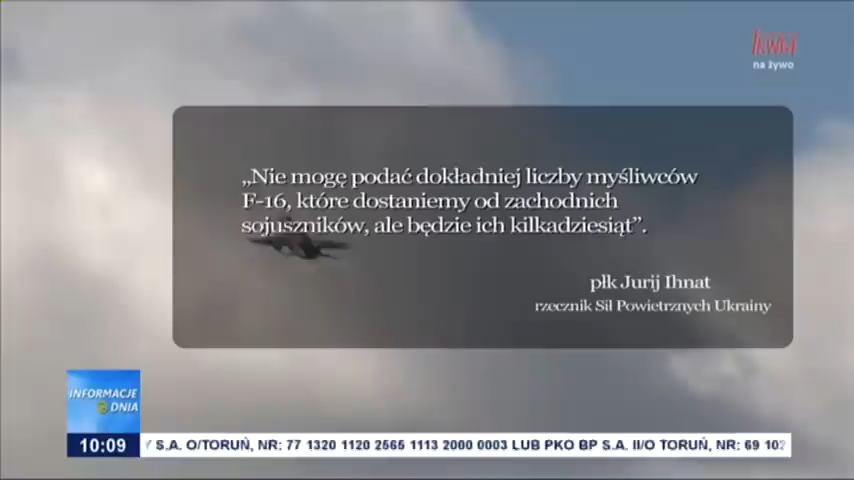 TRWAM
na żywo
„Nie mogę podać dokładniej liczby myśliwców
F-16, które dostaniemy od zachodnich
sojuszników, ale będzie ich kilkadziesiąt”.
płk Jurij Ihnat
rzecznik Sił Powietrznych Ukrainy
INFORMACJE
DNIA
10:09
Y S.A. O/TORUŃ, NR: 77 1320 1120 2565 1113 2000 0003 LUB PKO BP S.A. II/O TORUŃ, NR: 69 102